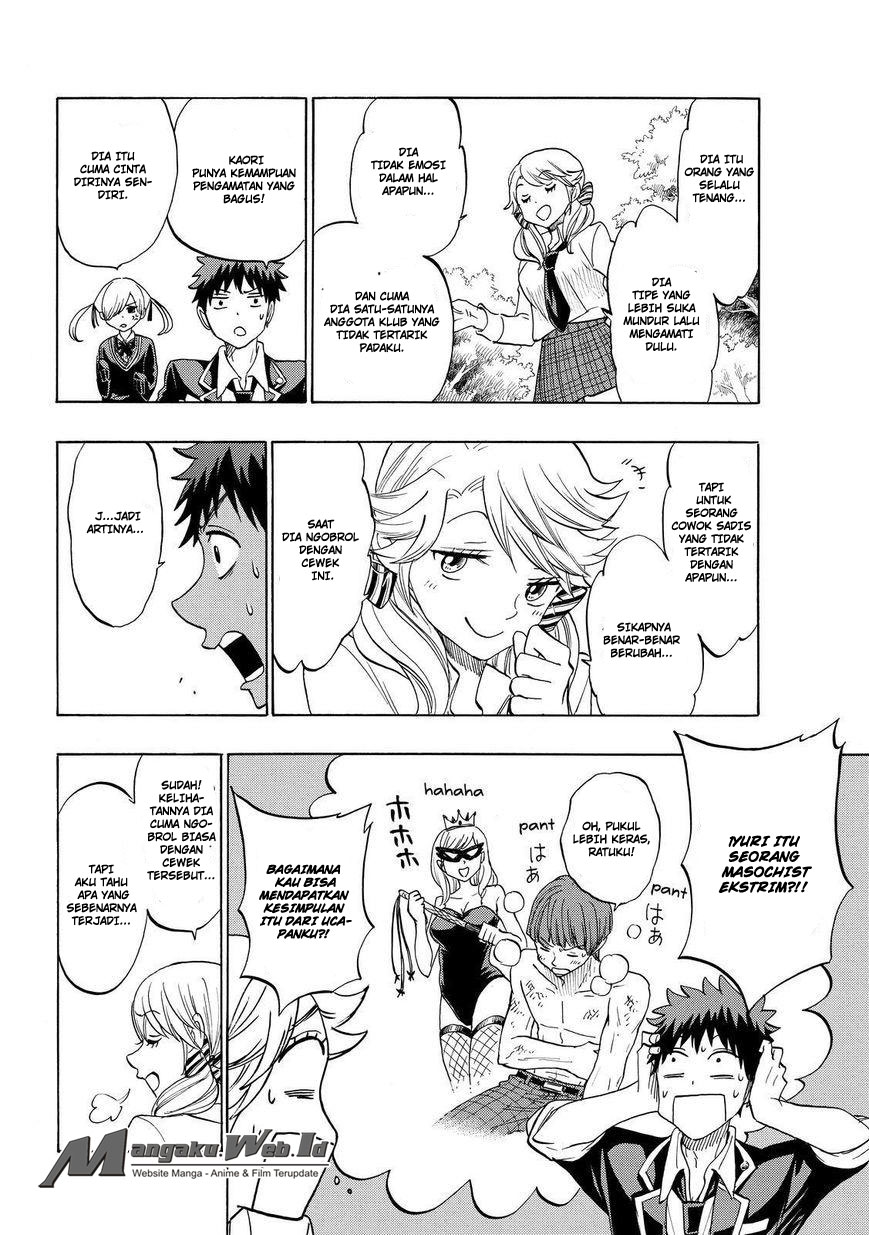 DIA ITU
ORANG YANG
SELALU
TENANG...
DIA
TIPE YANG
LEBIH SUKA
MUNDUR LALU
MENGAMATI
DULU.
DIA
TIDAK EMOSI
DALAM HAL
APAPUN...
DAN CUMA
DIA SATU-SATUNYA
ANGGOTA KLUB YANG
TIDAK TERTARIK
PADAKU.
KAORI
PUNYA KEMAMPUAN
PENGAMATAN YANG
BAGUS!
DIA ITU
CUMA CINTA
DIRINYA SEN-
DIRI.
TAPI
UNTUK
SEORANG
COWOK SADIS
YANG TIDAK
TERTARIK
DENGAN
APAPUN...
SIKAPNYA
BENAR-BENAR
BERUBAH...
SAAT
DIA NGOBROL
DENGAN
CEWEK
INI.
J...JADI
ARTINYA...
IYURI ITU
SEORANG
MASOCHIST
EKSTRIM?!!
OH, PUKUL
LEBIH KERAS,
RATUKU!
pant
はぁ
pant
はぁ
hahaha
ホホホ
BAGAIMANA
KAU BISA
MENDAPATKAN
KESIMPULAN
ITU DARI UCA-
PANKU?!
SUDAH!
KELIHA-
TANNYA DIA
CUMA NGO-
BROL BIASA
DENGAN
CEWEK
TERSEBUT...
TAPI
AKU TAHU
APA YANG
SEBENARNYA
TERJADI...
Mangaku.Web.Id
Website Manga - Anime & Film Terupdate